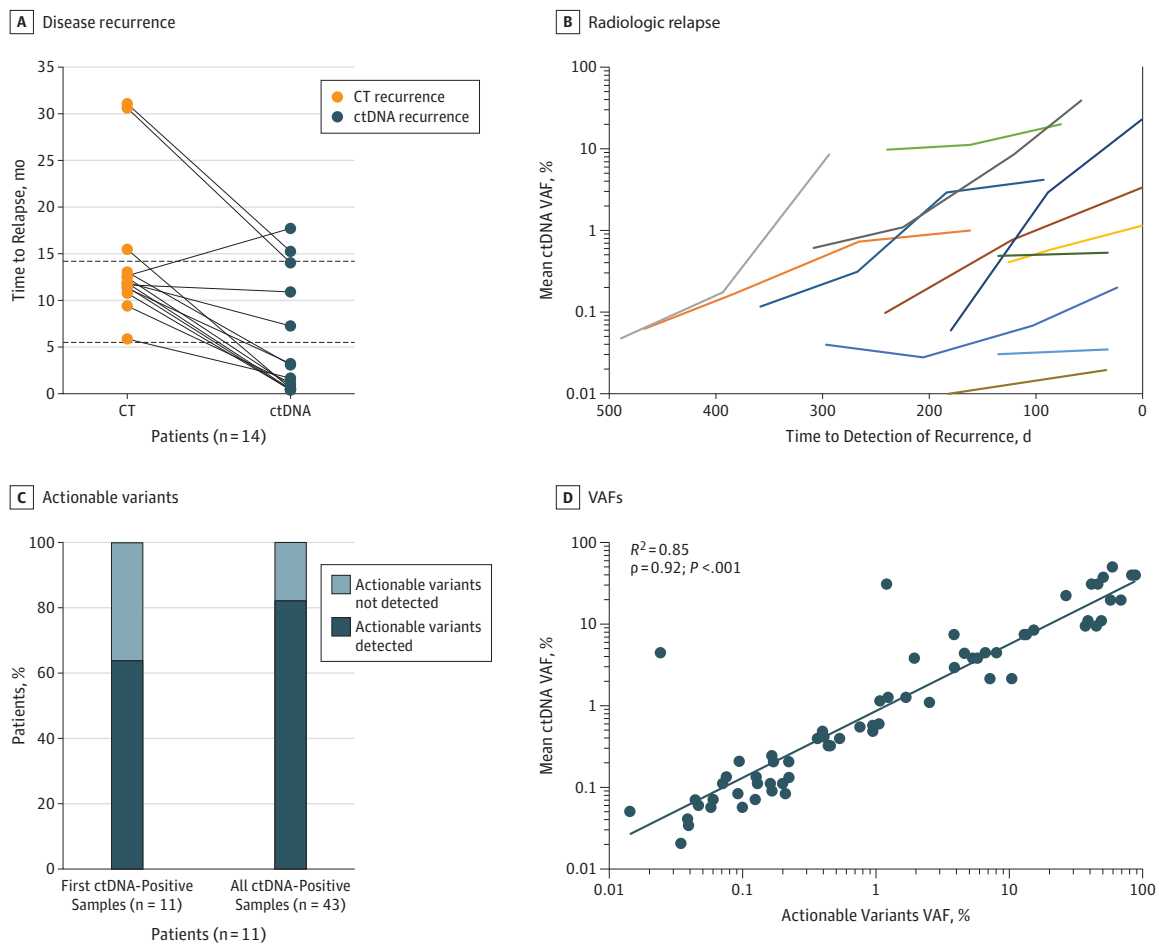 A Disease recurrence
Time to Relapse, mo
35
30
25
20
15
10
5
0
CT recurrence
ctDNA recurrence
CT
ctDNA
Patients (n=14)
B Radiologic relapse
Mean ctDNA VAF, %
100
10
1
0.1
0.01
500
400
300
200
100
0
Time to Detection of Recurrence, d
C Actionable variants
Patients, %
100
80
60
40
20
0
Actionable variants
not detected
Actionable variants
detected
First ctDNA-Positive
Samples (n = 11)
All ctDNA-Positive
Samples (n = 43)
Patients (n=11)
D VAFs
Mean ctDNA VAF, %
100
10
1
0.1
0.01
R²=0.85
ρ=0.92; P <.001
0.01
0.1
1
10
100
Actionable Variants VAF, %